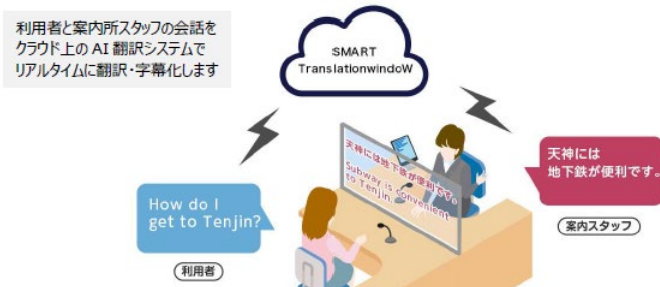 利用者と案内所スタッフの会話を
クラウド上の AI 翻訳システムで
リアルタイムに翻訳・字幕化します
SMART
TranslationwindoW
天神には地下鉄が便利です。
Subway is convenient
to Tenjin.
How do I
get to Tenjin?
利用者
天神には
地下鉄が便利です。
案内スタッフ